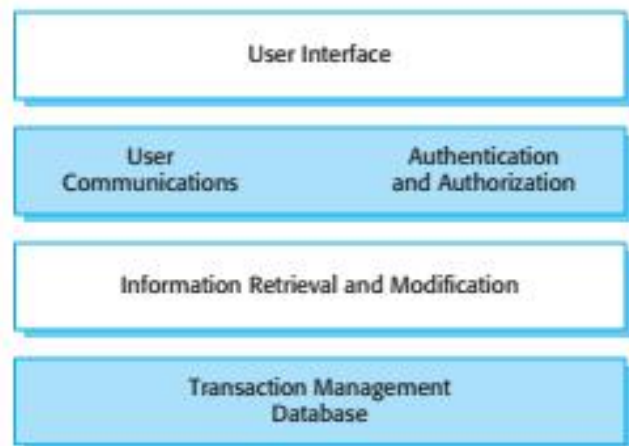 User Interface
User Communications
Authentication and Authorization
Information Retrieval and Modification
Transaction Management
Database